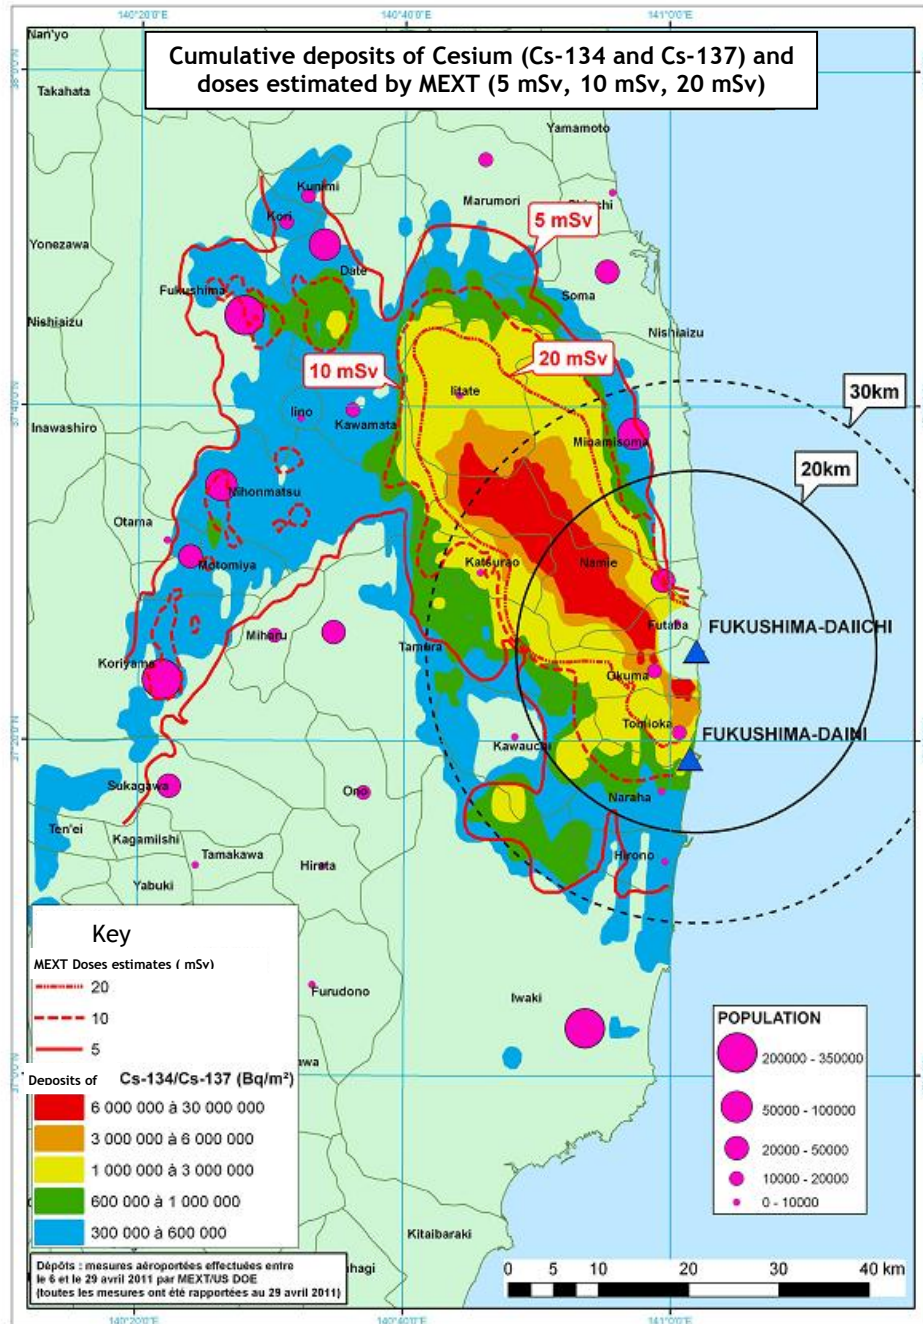 140°20'0"E
140°40'0"E
141°0'0"E
Nan'yo
Cumulative deposits of Cesium (Cs-134 and Cs-137) and
doses estimated by MEXT (5 mSv, 10 mSv, 20 mSv)
Takahata
Yamamoto
Kunimi
Marumori
Kori
5 mSv
Yonezawa
Date
Fukushima
Soma
Nishiaizu
Nishiaizu
10 mSv
20 mSv
30km
Iitate
Iino
Kawamata
Inawashiro
Minamisoma
20km
Nihonmatsu
Otama
Motomiya
Katsurao
Namie
Futaba
FUKUSHIMA-DAIICHI
Miharu
Tamura
Koriyama
Okuma
Tomioka
FUKUSHIMA-DAINI
Kawauchi
Sukagawa
Ono
Naraha
Ten'ei
Kagamiishi
Tamakawa
Hirata
Hirono
Yabuki
Key
MEXT Doses estimates ( mSv)
20
10
5
Furudono
Iwaki
Deposits of Cs-134/Cs-137 (Bq/m²)
6 000 000 à 30 000 000
3 000 000 à 6 000 000
1 000 000 à 3 000 000
600 000 à 1 000 000
300 000 à 600 000
POPULATION
200000 - 350000
50000 - 100000
20000 - 50000
10000 - 20000
0 - 10000
Kitaibaraki
Dépôts : mesures aéroportées effectuées entre
le 6 et le 29 avril 2011 par MEXT/US DOE
(toutes les mesures ont été rapportées au 29 avril 2011)
0 5 10 20 30 40 km
140°20'0"E
140°40'0"E
141°0'0"E